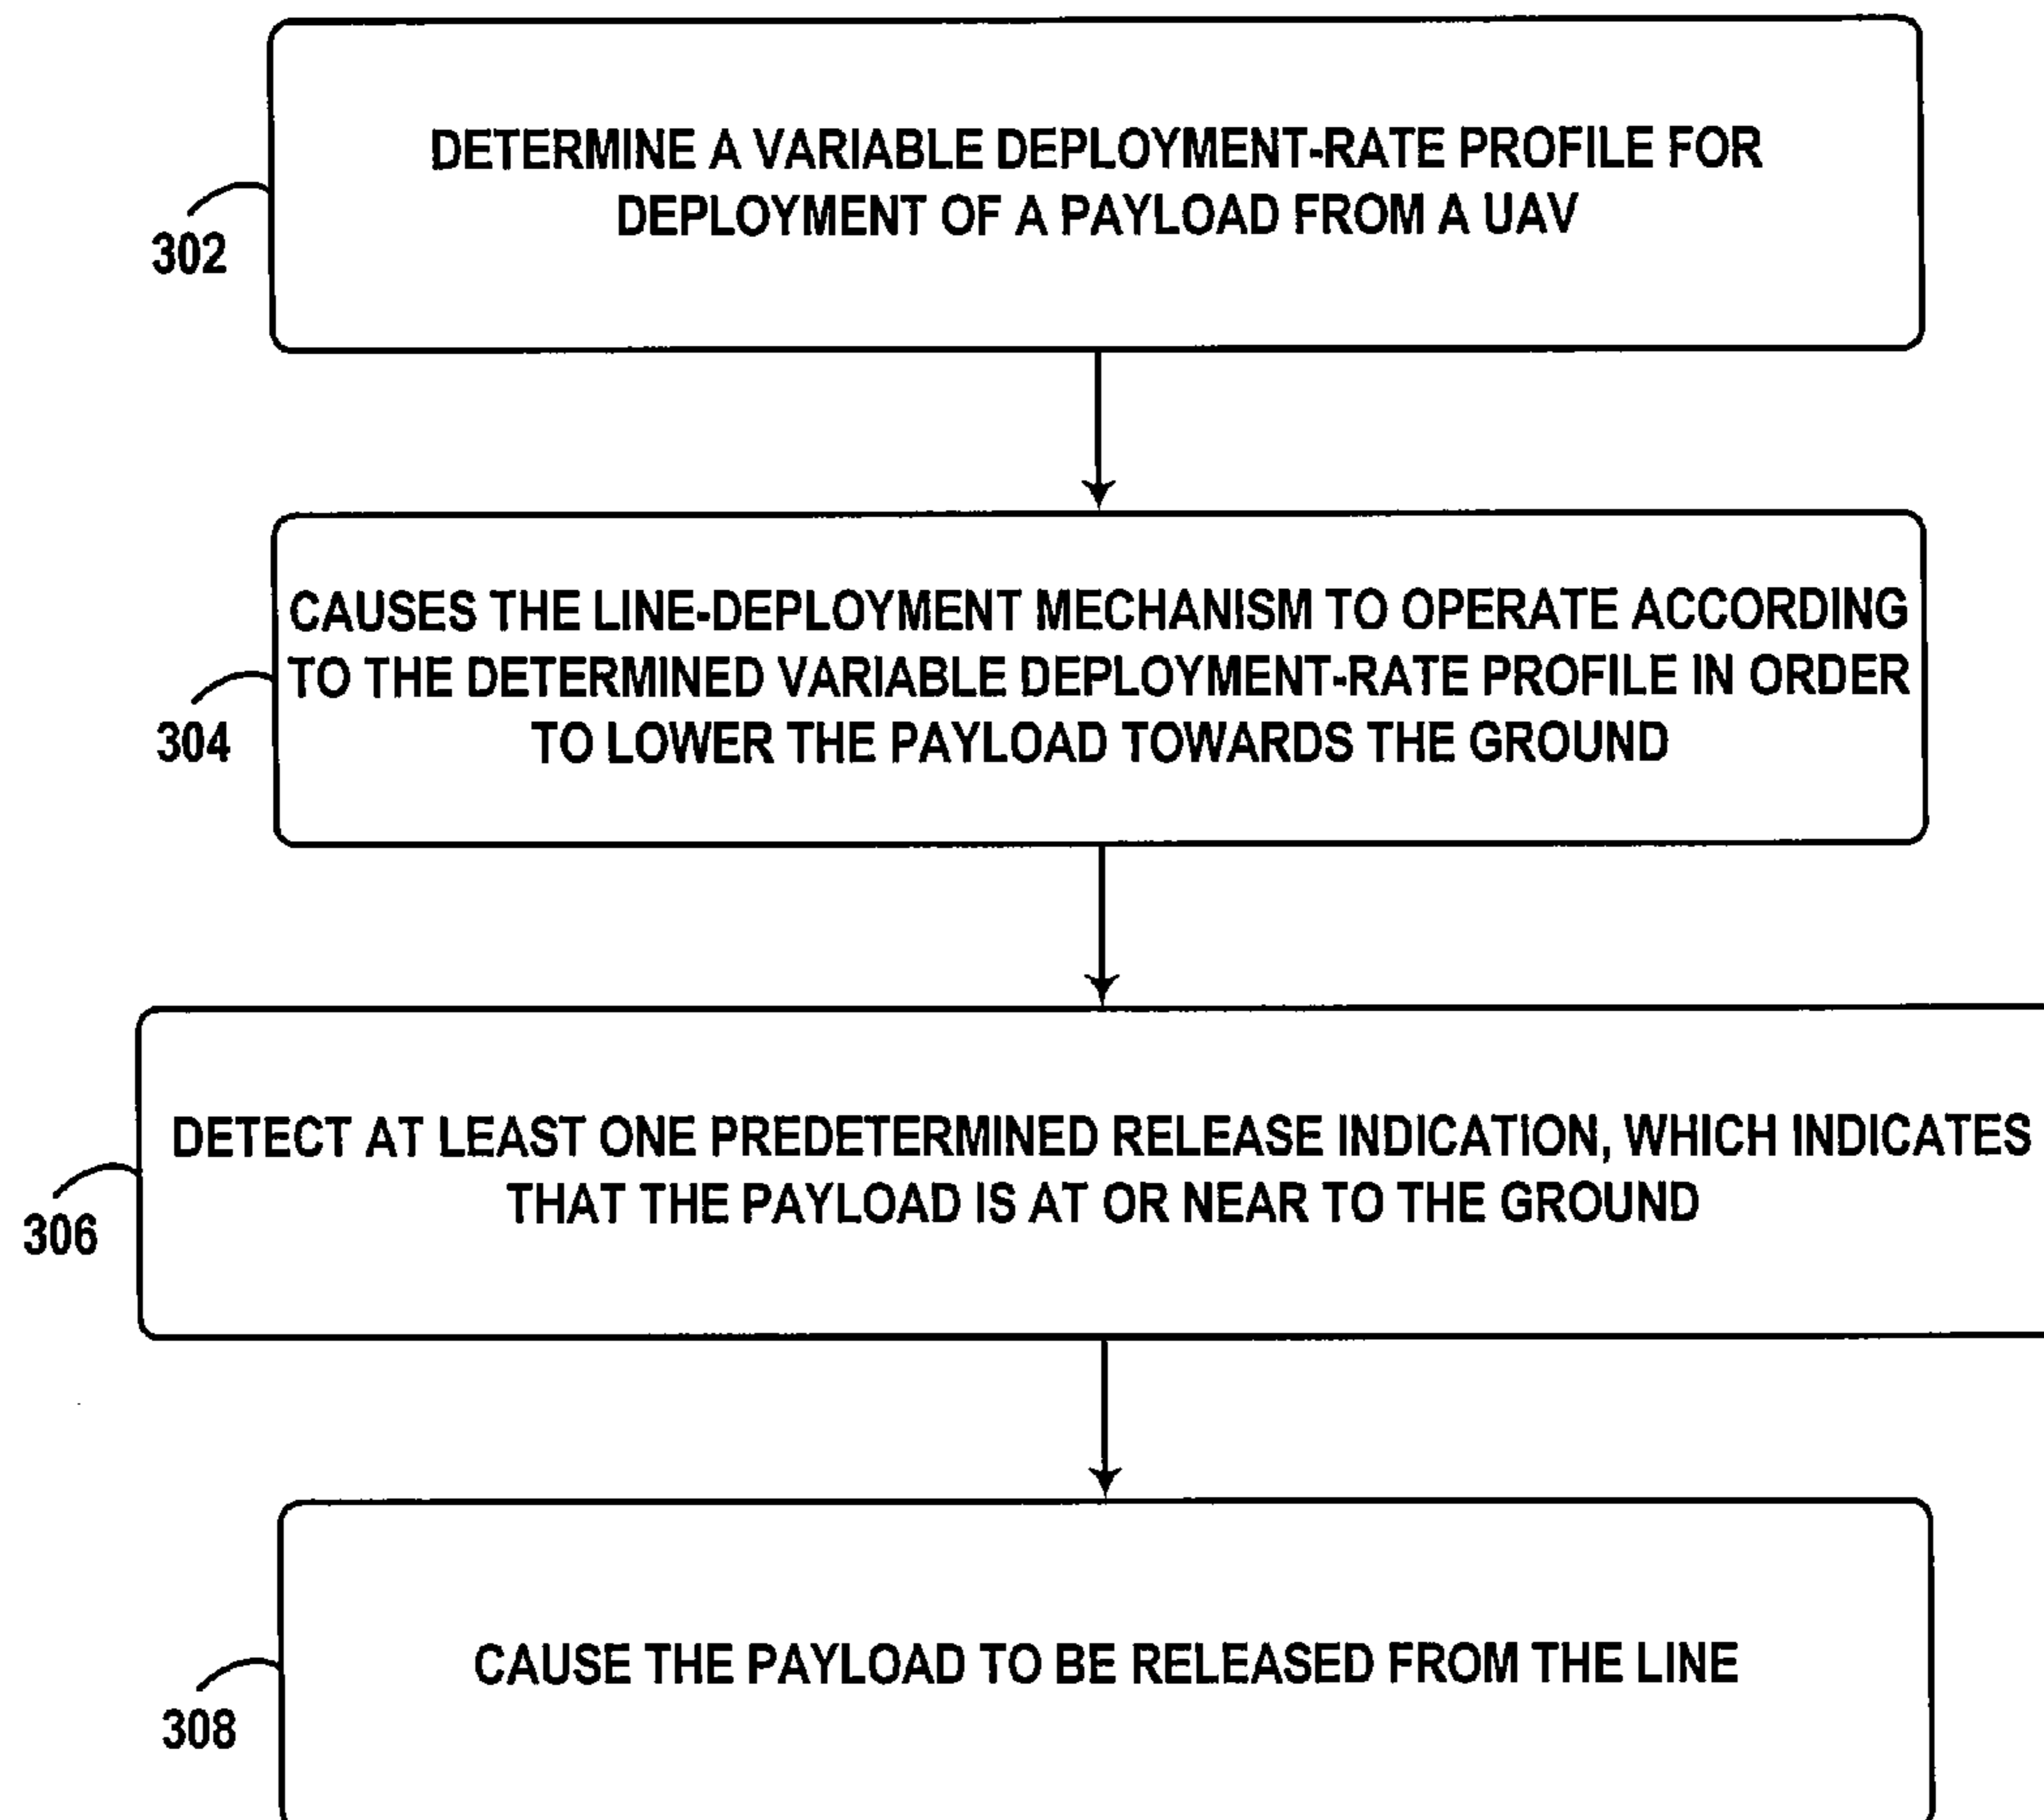 DETERMINE A VARIABLE DEPLOYMENT-RATE PROFILE FOR
DEPLOYMENT OF A PAYLOAD FROM A UAV
302
CAUSES THE LINE-DEPLOYMENT MECHANISM TO OPERATE ACCORDING
TO THE DETERMINED VARIABLE DEPLOYMENT-RATE PROFILE IN ORDER
TO LOWER THE PAYLOAD TOWARDS THE GROUND
304
DETECT AT LEAST ONE PREDETERMINED RELEASE INDICATION, WHICH INDICATES
THAT THE PAYLOAD IS AT OR NEAR TO THE GROUND
306
CAUSE THE PAYLOAD TO BE RELEASED FROM THE LINE
308